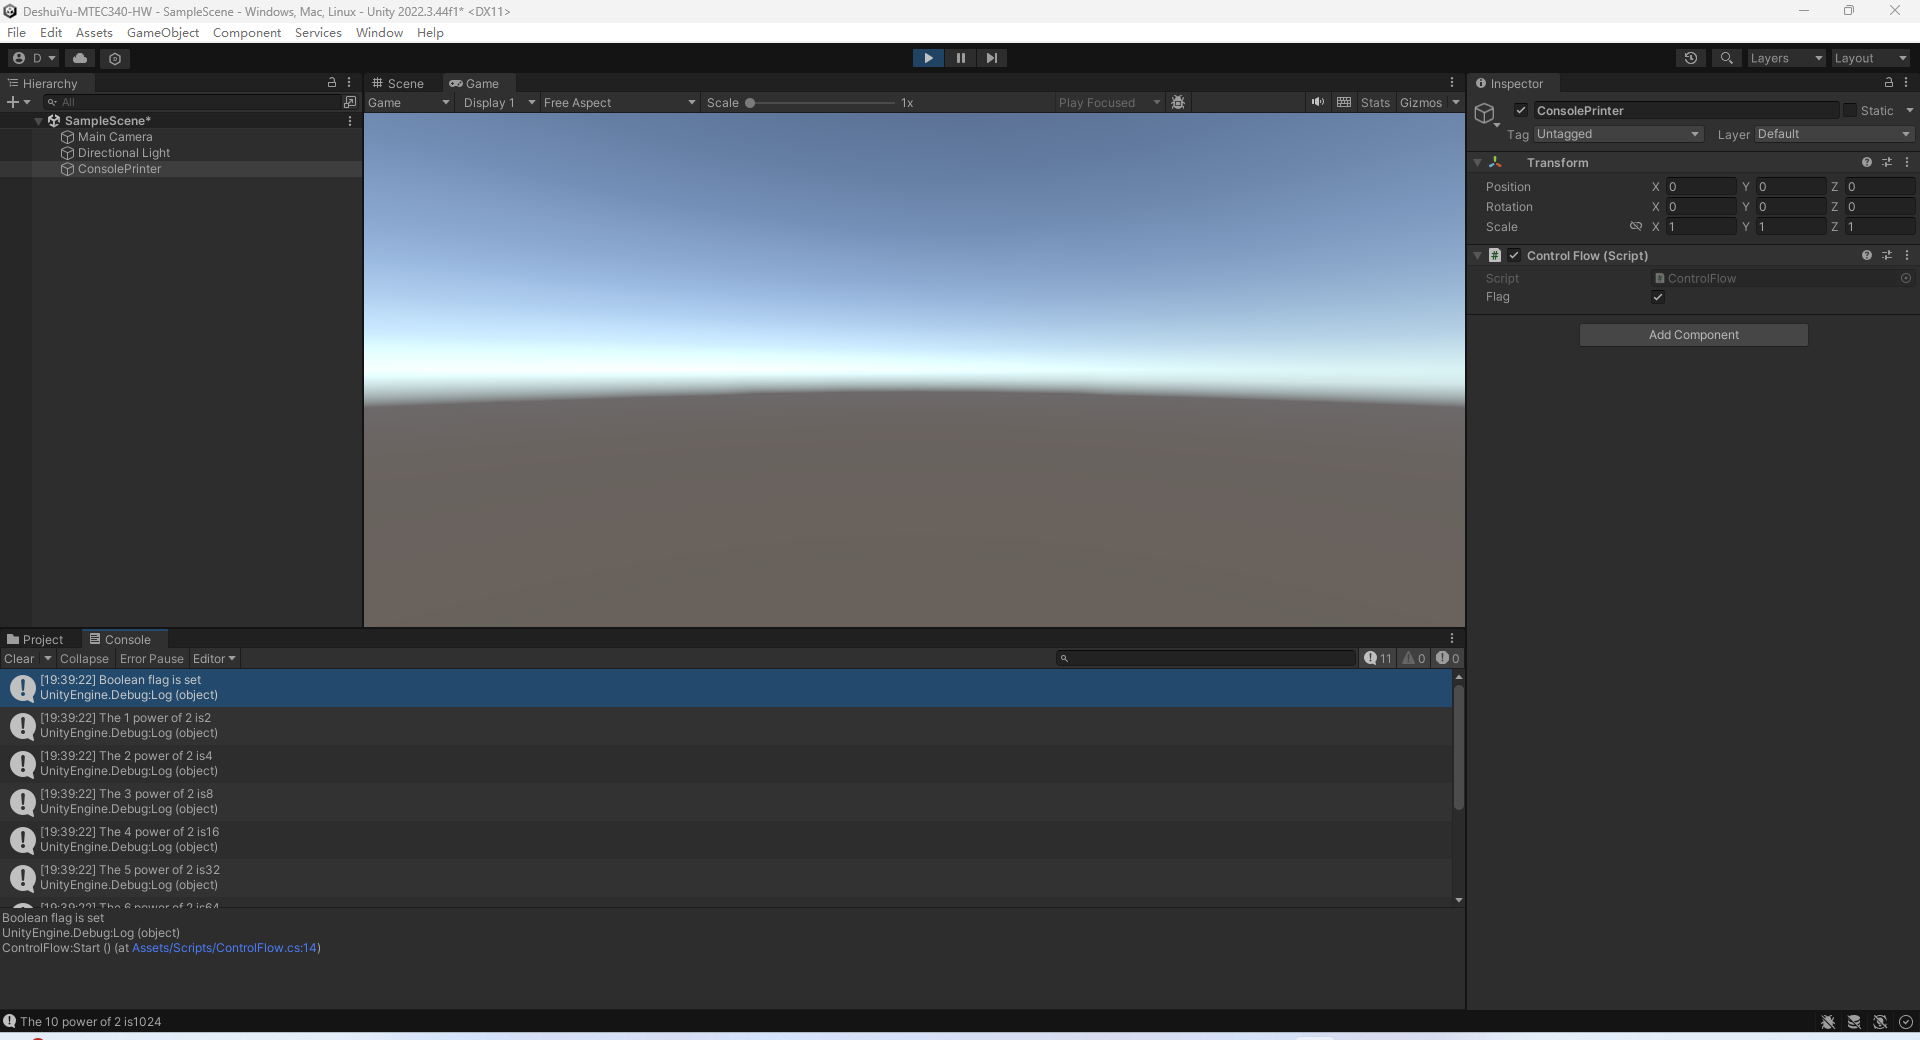 DeshuiYu-MTEC340-HW - SampleScene - Windows, Mac, Linux - Unity 2022.3.44f1* <DX11>
File Edit Assets GameObject Component Services Window Help
D
Layers Layout
Hierarchy
All
SampleScene*
Main Camera
Directional Light
ConsolePrinter
Scene Game
Game Display 1 Free Aspect Scale 1x Play Focused Stats Gizmos
Inspector
ConsolePrinter Static
Tag Untagged Layer Default
Transform
Position X 0 Y 0 Z 0
Rotation X 0 Y 0 Z 0
Scale X 1 Y 1 Z 1
# Control Flow (Script)
Script ControlFlow
Flag
Add Component
Project Console
Clear Collapse Error Pause Editor 11 0 0
[19:39:22] Boolean flag is set
UnityEngine.Debug:Log (object)
[19:39:22] The 1 power of 2 is2
UnityEngine.Debug:Log (object)
[19:39:22] The 2 power of 2 is4
UnityEngine.Debug:Log (object)
[19:39:22] The 3 power of 2 is8
UnityEngine.Debug:Log (object)
[19:39:22] The 4 power of 2 is16
UnityEngine.Debug:Log (object)
[19:39:22] The 5 power of 2 is32
UnityEngine.Debug:Log (object)
[19:39:22] The 6 power of 2 is64
Boolean flag is set
UnityEngine.Debug:Log (object)
ControlFlow:Start () (at Assets/Scripts/ControlFlow.cs:14)
The 10 power of 2 is1024